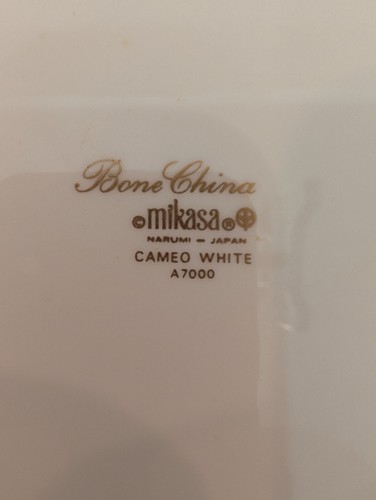 Bone China
©mikasa®
NARUMI — JAPAN
CAMEO WHITE
A7000